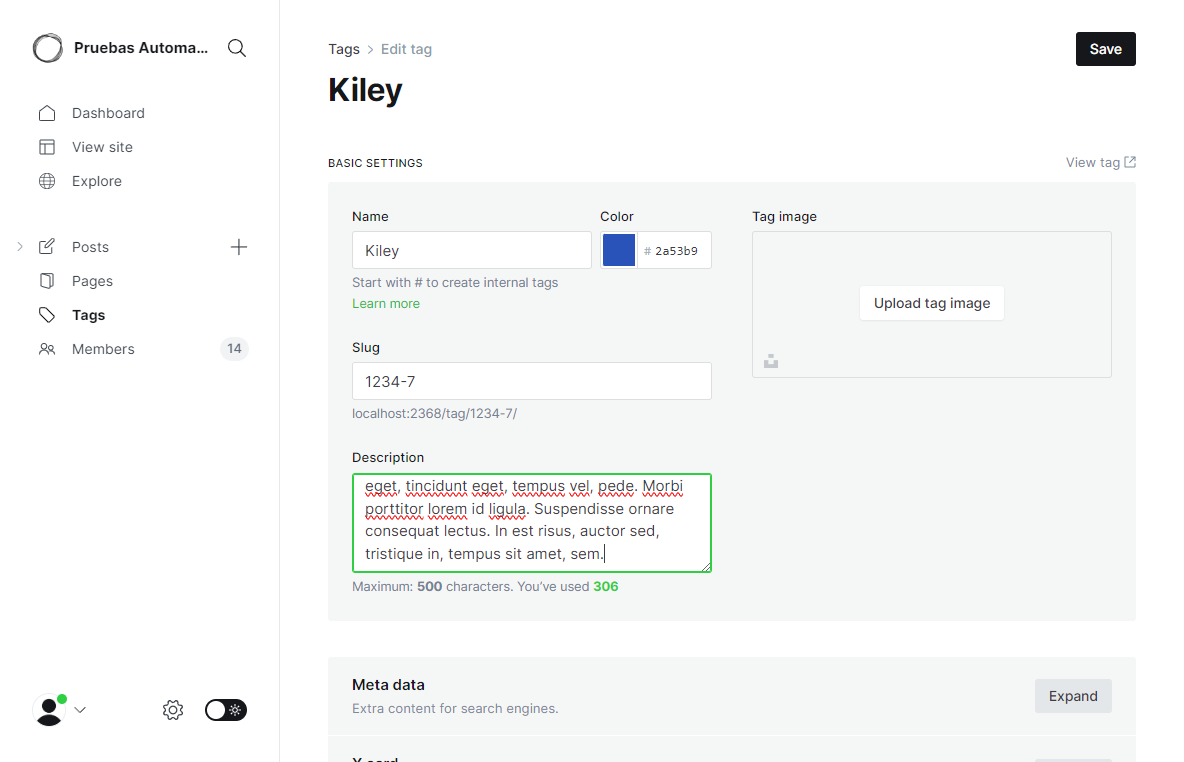 Pruebas Automa...
Dashboard
View site
Explore
Posts
Pages
Tags
Members
14
Tags
Edit tag
Save
Kiley
BASIC SETTINGS
View tag
Name
Kiley
Start with # to create internal tags
Learn more
Color
# 2a53b9
Tag image
Upload tag image
Slug
1234-7
localhost:2368/tag/1234-7/
Description
eget, tincidunt eget, tempus vel, pede. Morbi
porttitor lorem id ligula. Suspendisse ornare
consequat lectus. In est risus, auctor sed,
tristique in, tempus sit amet, sem.
Maximum: 500 characters. You’ve used 306
Meta data
Extra content for search engines.
Expand
X card